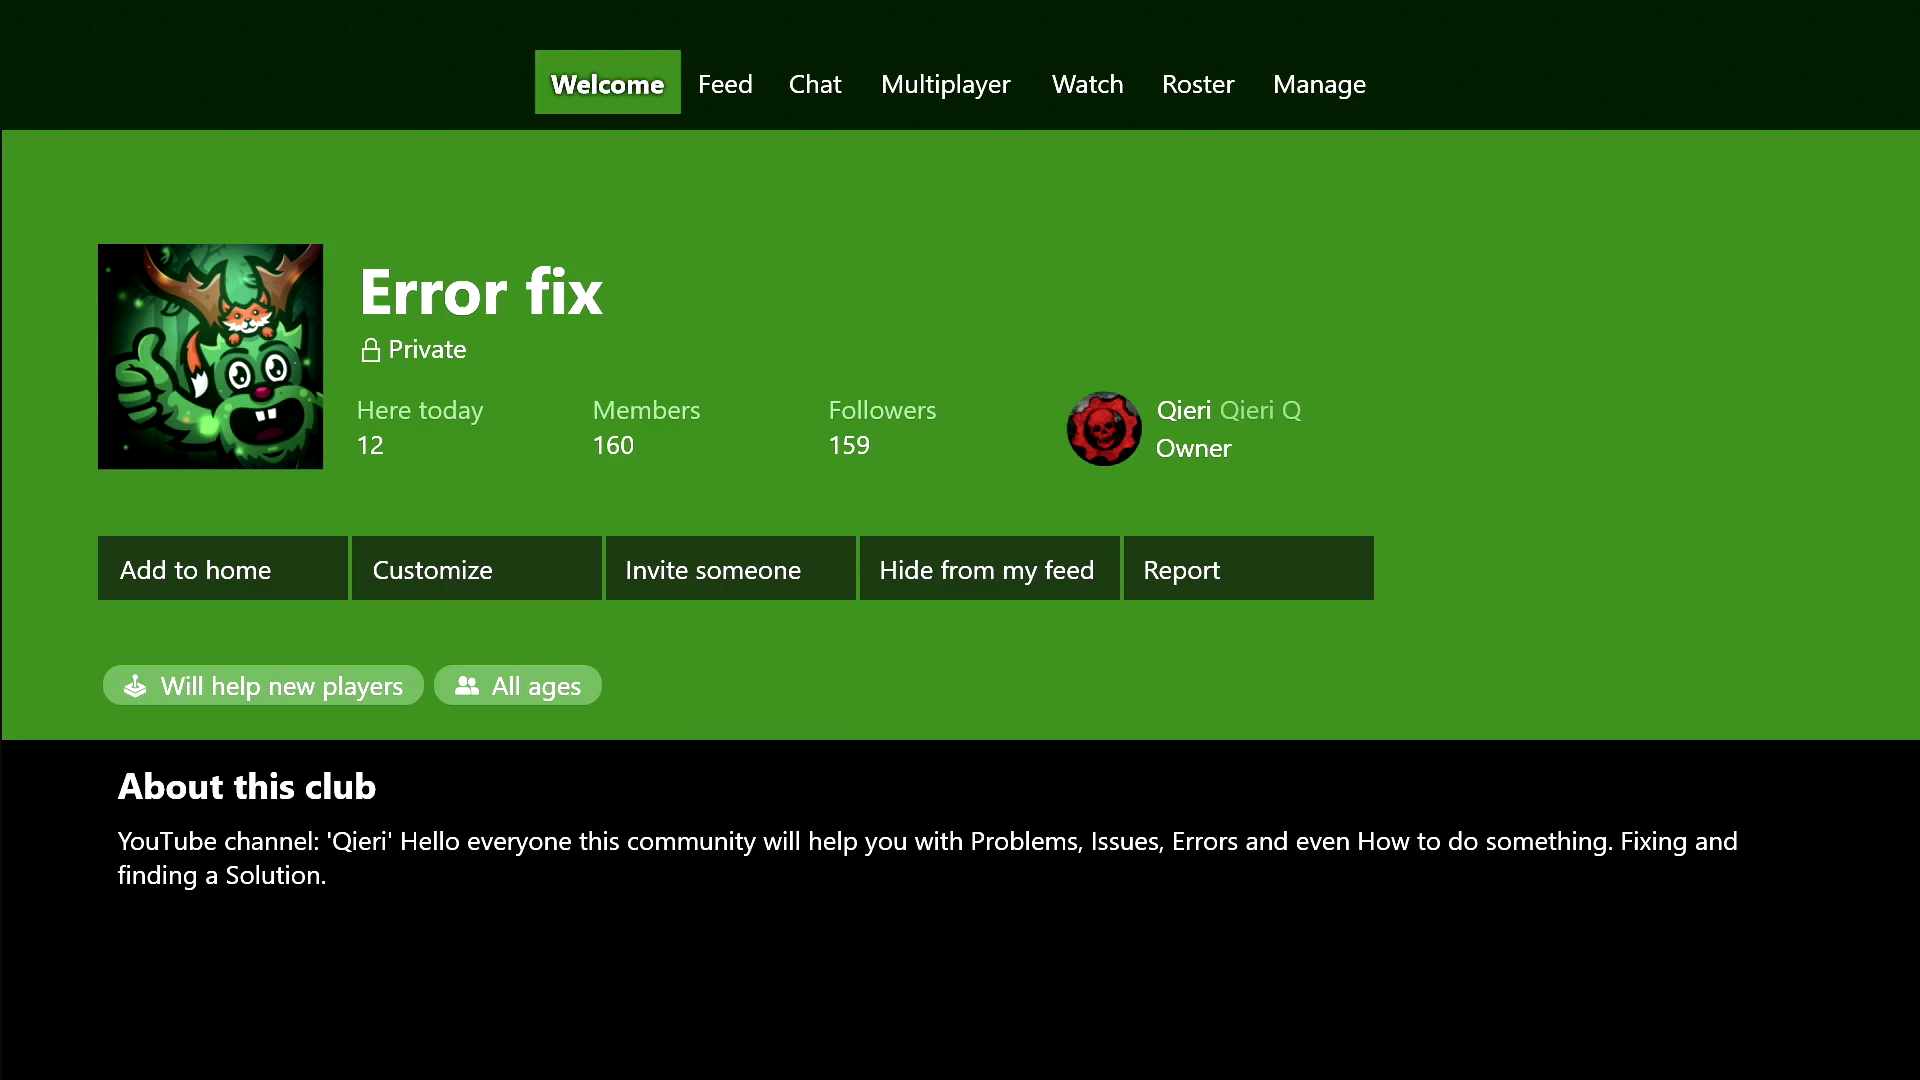 Welcome Feed Chat Multiplayer Watch Roster Manage
Error fix
Private
Here today Members Followers Qieri Qieri Q
12 160 159 Owner
Add to home Customize Invite someone Hide from my feed Report
Will help new players All ages
About this club
YouTube channel: 'Qieri' Hello everyone this community will help you with Problems, Issues, Errors and even How to do something. Fixing and
finding a Solution.